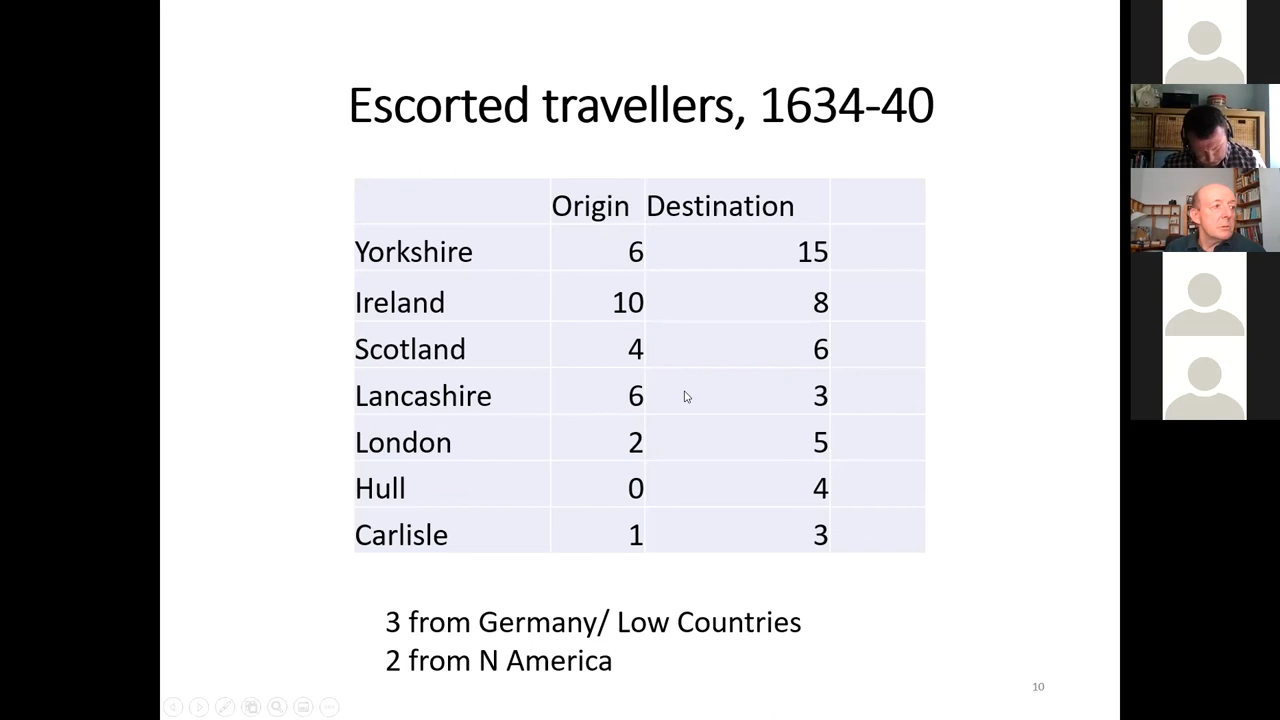 Escorted travellers, 1634-40
Origin Destination
Yorkshire 6 15
Ireland 10 8
Scotland 4 6
Lancashire 6 3
London 2 5
Hull 0 4
Carlisle 1 3
3 from Germany/ Low Countries
2 from N America
10